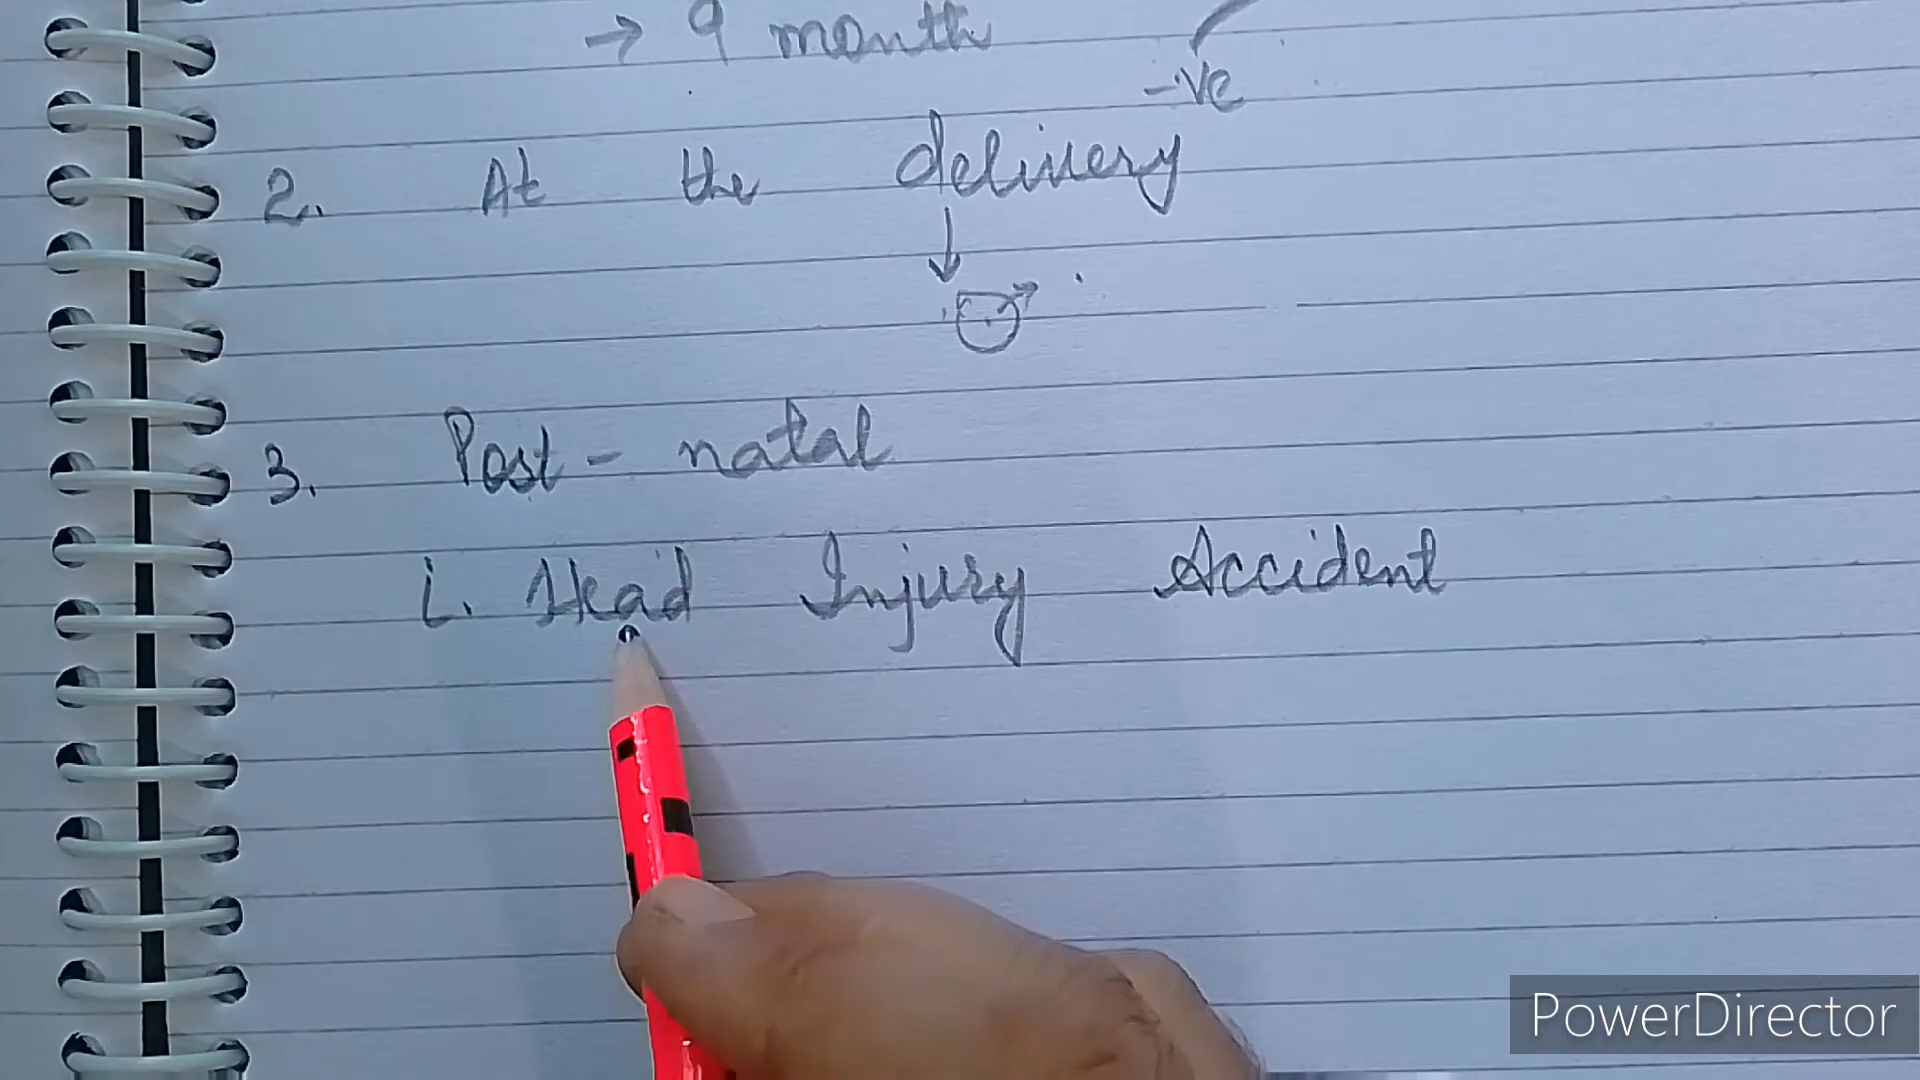 → 9 month
-ve
2. At the delivery
3. Post - natal
i. Head Injury Accident
PowerDirector